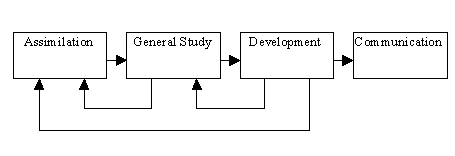 Assimilation
General Study
Development
Communication